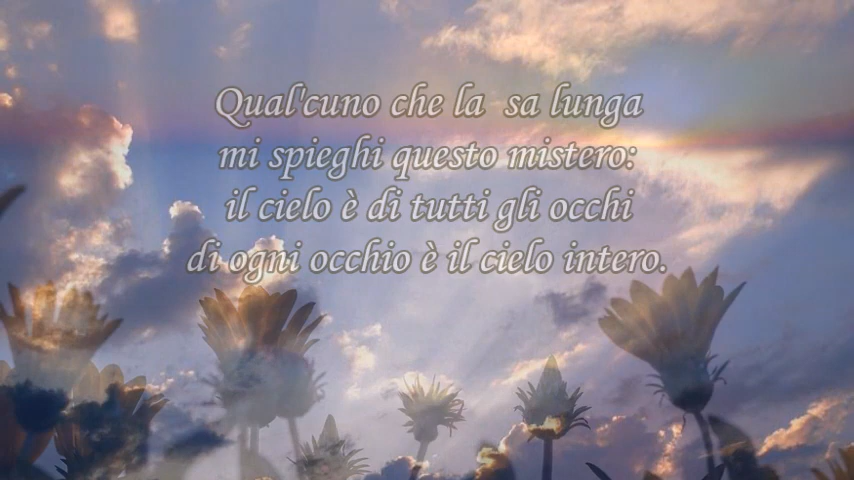 Qual'cuno che la  sa lunga
mi spieghi questo mistero:
il cielo è di tutti gli occhi
di ogni occhio è il cielo intero.